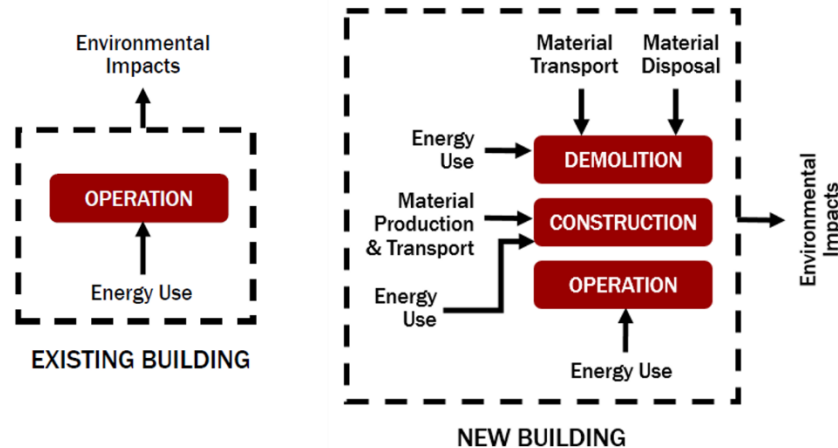 Environmental
Impacts
OPERATION
Energy Use
EXISTING BUILDING
Material
Transport
Material
Disposal
Energy
Use
DEMOLITION
Material
Production
& Transport
CONSTRUCTION
Energy
Use
OPERATION
Energy Use
Environmental
Impacts
NEW BUILDING